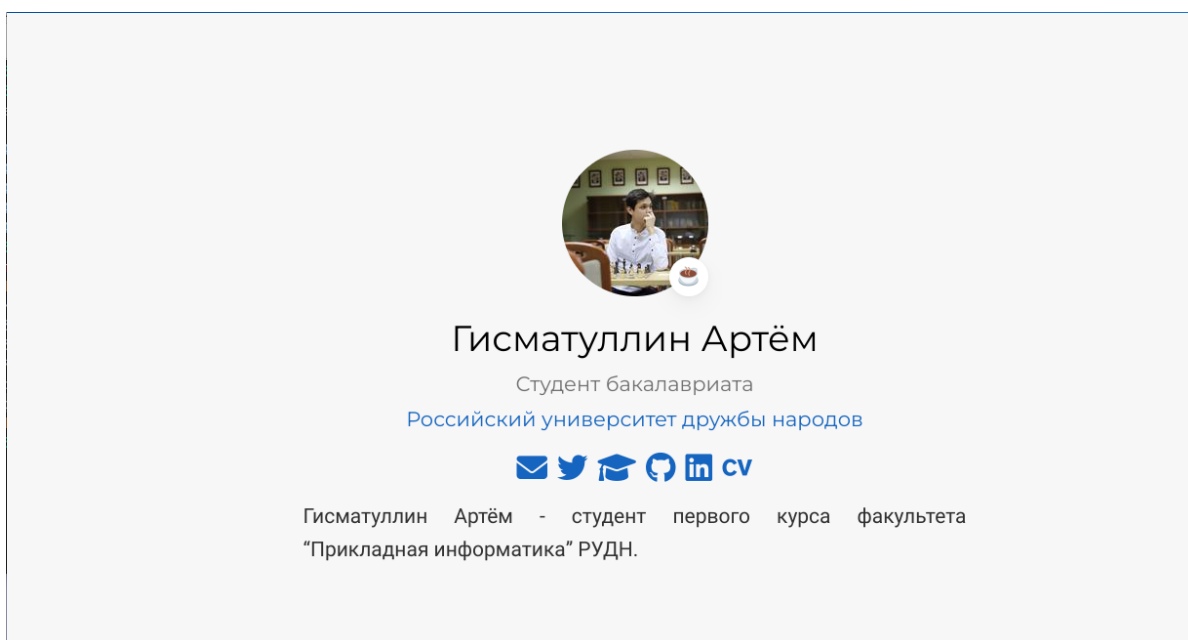 Гисматуллин Артём
Студент бакалавриата
Российский университет дружбы народов
CV
Гисматуллин Артём - студент первого курса факультета
“Прикладная информатика” РУДН.